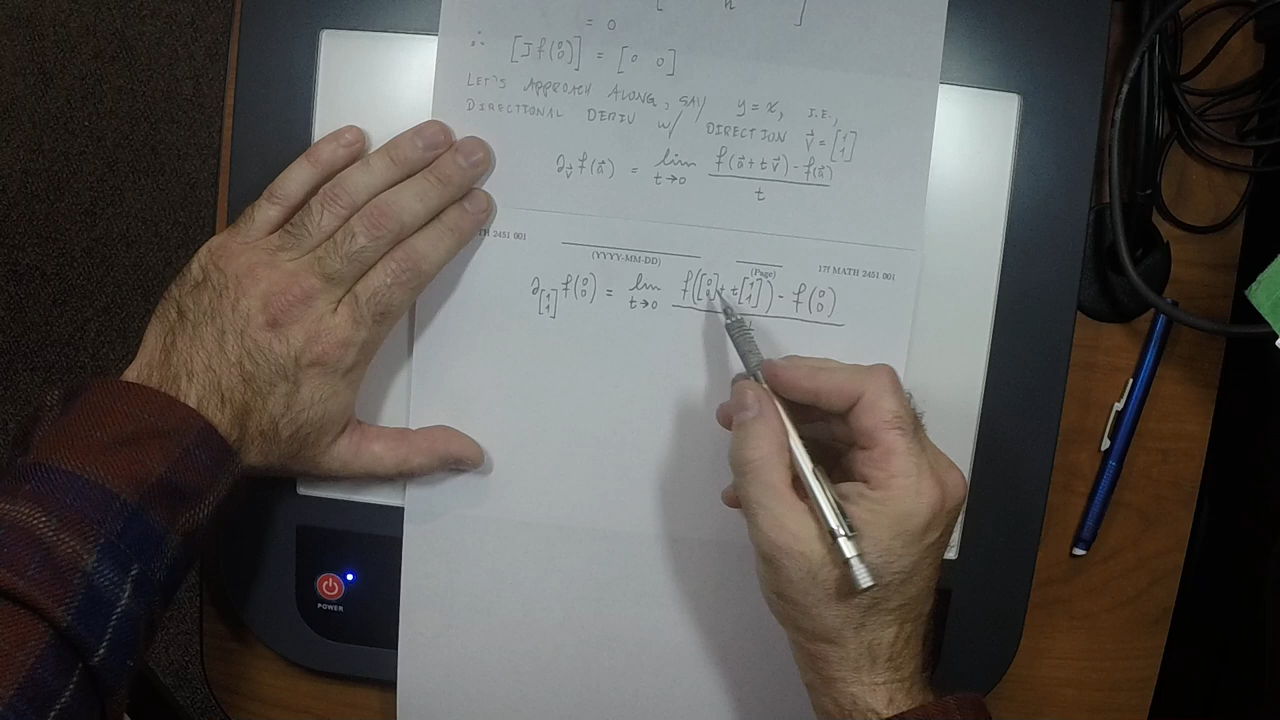 [ h ]
= 0
∴ [Jf(0 0)] = [0 0]
LET'S APPROACH ALONG, SAY y = x, I.E.,
DIRECTIONAL DERIV W/ DIRECTION v⃗ = [1 1]
∂v⃗ f(a⃗) = lim t→0 f(a⃗ + t v⃗) - f(a⃗) / t
TH 2451 001 (YYYY-MM-DD) (Page) 17f MATH 2451 001
∂[1 1] f(0 0) = lim t→0 f([0 0] + t[1 1]) - f(0 0)
POWER